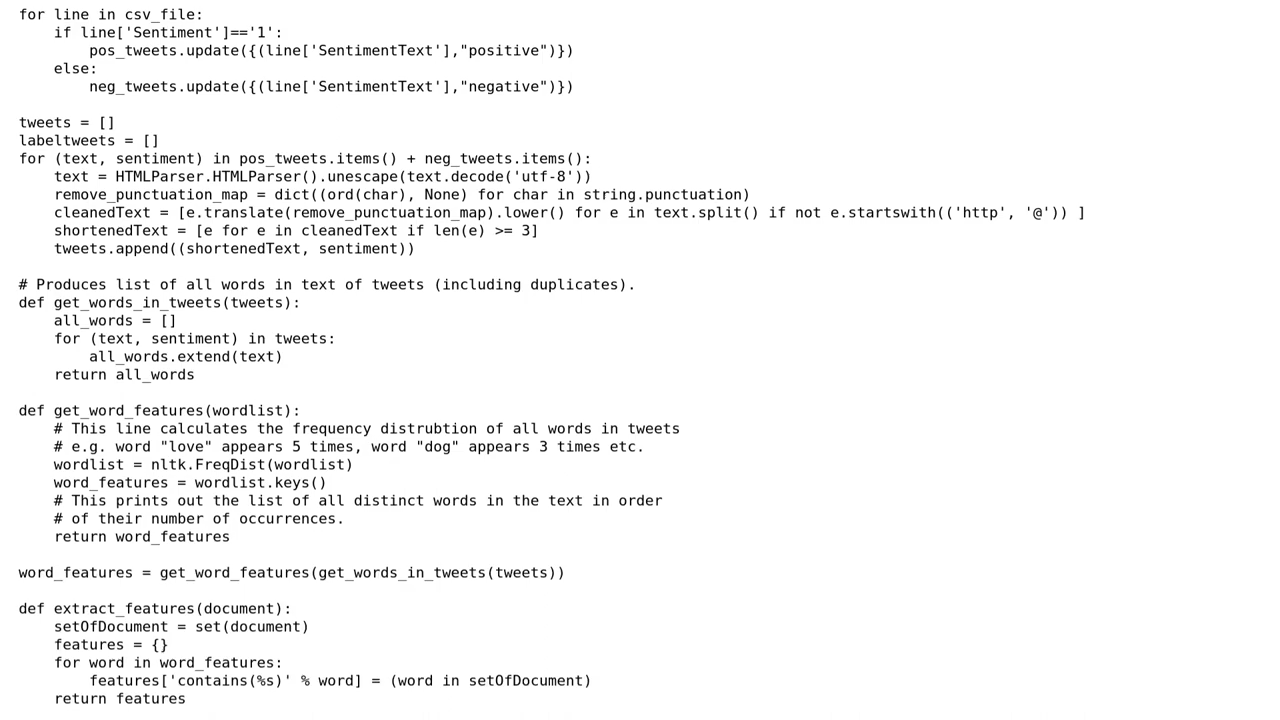 for line in csv_file:
    if line['Sentiment']=='1':
        pos_tweets.update({(line['SentimentText'],"positive")})
    else:
        neg_tweets.update({(line['SentimentText'],"negative")})

tweets = []
labeltweets = []
for (text, sentiment) in pos_tweets.items() + neg_tweets.items():
    text = HTMLParser.HTMLParser().unescape(text.decode('utf-8'))
    remove_punctuation_map = dict((ord(char), None) for char in string.punctuation)
    cleanedText = [e.translate(remove_punctuation_map).lower() for e in text.split() if not e.startswith(('http', '@')) ]
    shortenedText = [e for e in cleanedText if len(e) >= 3]
    tweets.append((shortenedText, sentiment))

# Produces list of all words in text of tweets (including duplicates).
def get_words_in_tweets(tweets):
    all_words = []
    for (text, sentiment) in tweets:
        all_words.extend(text)
    return all_words

def get_word_features(wordlist):
    # This line calculates the frequency distrubtion of all words in tweets
    # e.g. word "love" appears 5 times, word "dog" appears 3 times etc.
    wordlist = nltk.FreqDist(wordlist)
    word_features = wordlist.keys()
    # This prints out the list of all distinct words in the text in order
    # of their number of occurrences.
    return word_features

word_features = get_word_features(get_words_in_tweets(tweets))

def extract_features(document):
    setOfDocument = set(document)
    features = {}
    for word in word_features:
        features['contains(%s)' % word] = (word in setOfDocument)
    return features